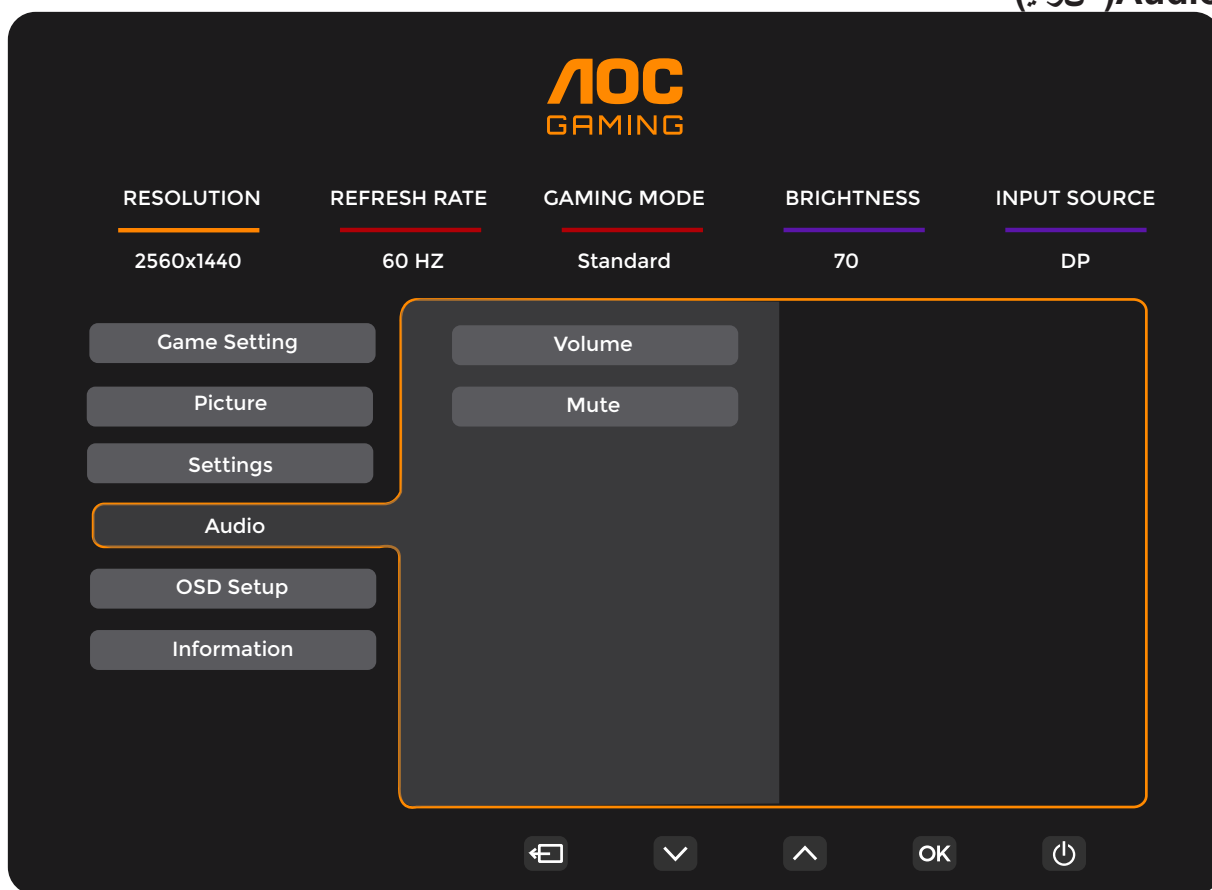 AOC
GAMING
RESOLUTION REFRESH RATE GAMING MODE BRIGHTNESS INPUT SOURCE
2560x1440 60 HZ Standard 70 DP
Game Setting
Picture
Settings
Audio
OSD Setup
Information
Volume
Mute
OK